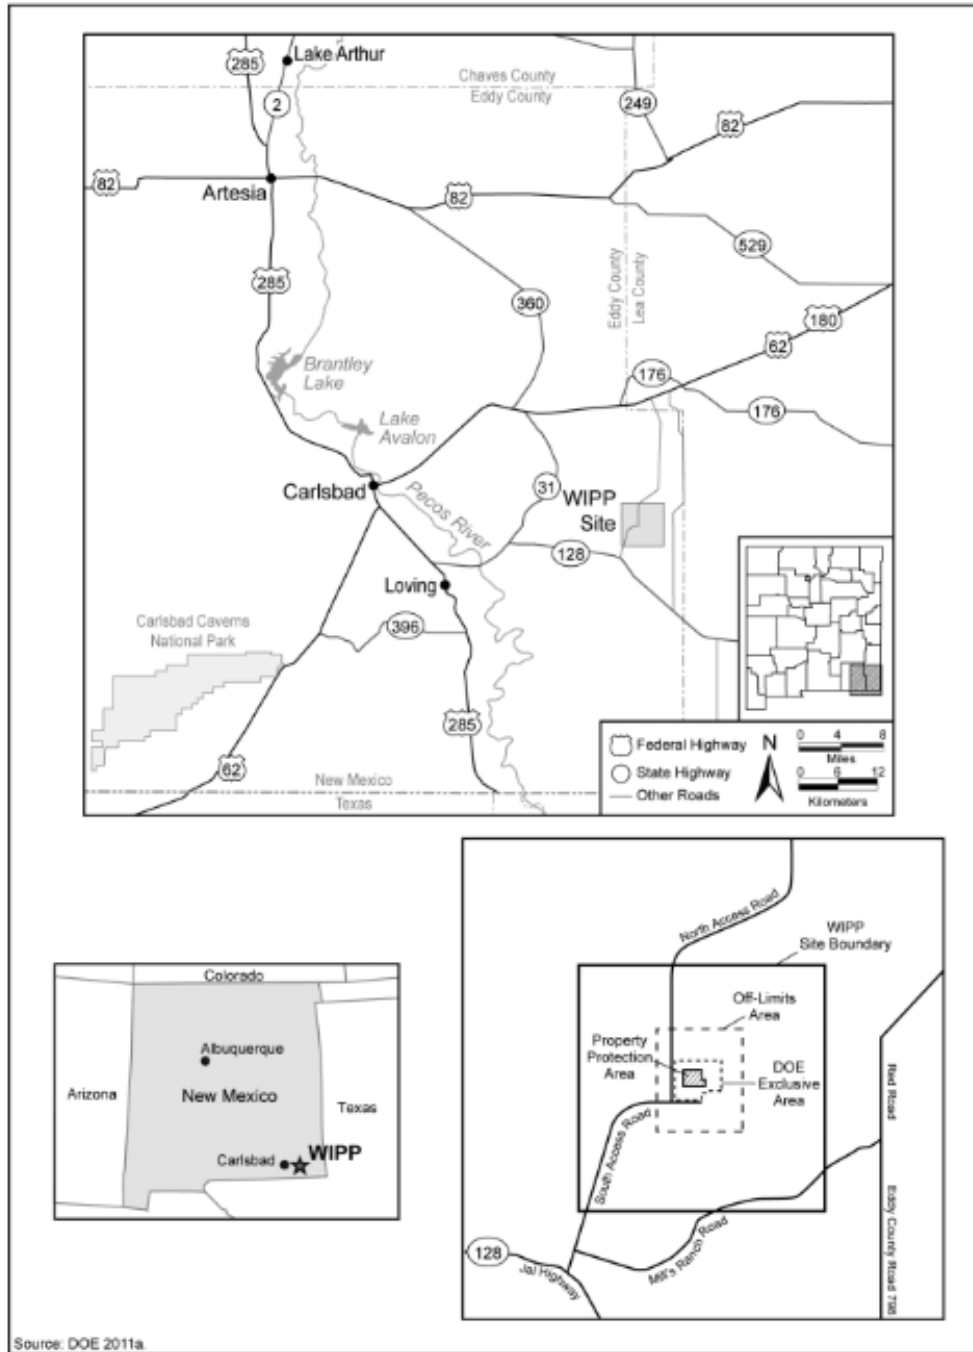 Lake Arthur
285
Chaves County
Eddy County
2
249
82
82
Artesia
82
529
285
360
Eddy County
Lea County
180
62
Brantley
Lake
176
176
Lake
Avalon
Carlsbad
Pecos River
31
WIPP
Site
128
Loving
Carlsbad Caverns
National Park
396
285
62
New Mexico
Texas
Federal Highway
State Highway
Other Roads
N
0 4 8
Miles
0 6 12
Kilometers
Colorado
Albuquerque
Arizona
New Mexico
Texas
Carlsbad
WIPP
North Access Road
WIPP
Site Boundary
Off-Limits
Area
Property
Protection
Area
DOE
Exclusive
Area
South Access Road
Red Road
Eddy County Road 798
Mill's Ranch Road
128
Jal Highway
Source: DOE 2011a.